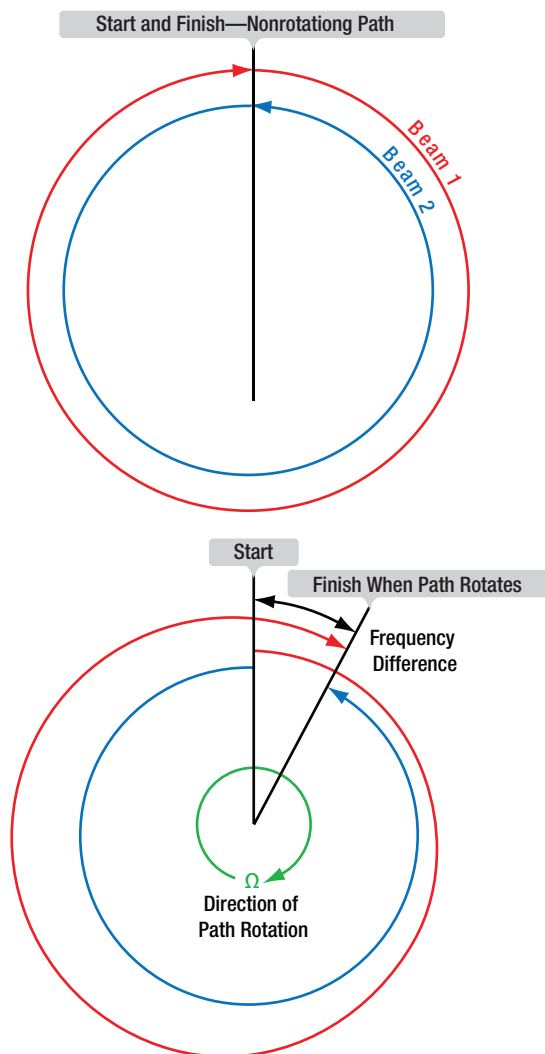 Start and Finish—Nonrotationg Path
Beam 1
Beam 2
Start
Finish When Path Rotates
Frequency
Difference
Ω
Direction of
Path Rotation